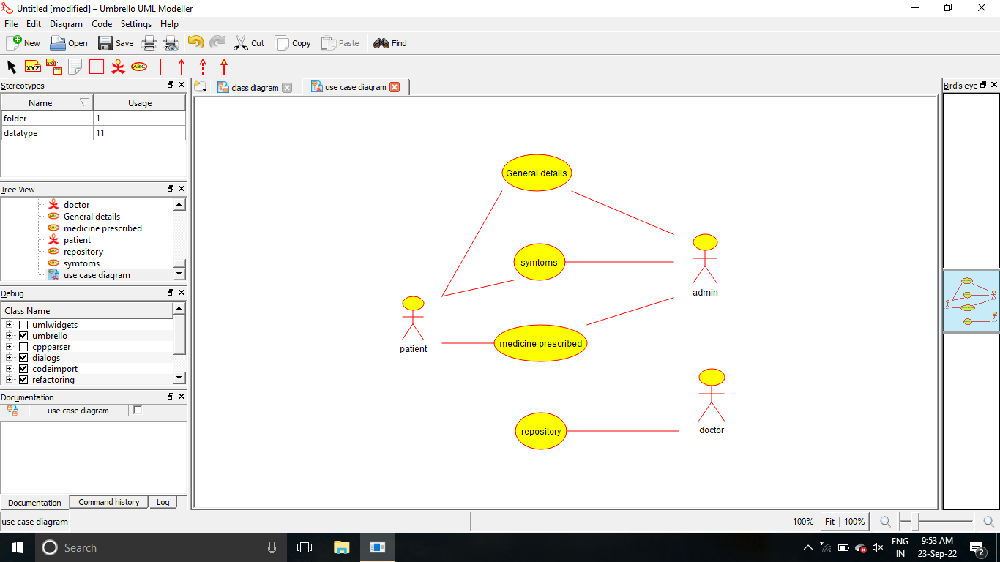 Untitled [modified] – Umbrello UML Modeller
File Edit Diagram Code Settings Help
New Open Save Cut Copy Paste Find
XYZ XYZ ABC
Stereotypes
Name Usage
folder 1
datatype 11
Tree View
doctor
General details
medicine prescribed
patient
repository
symtoms
use case diagram
Debug
Class Name
umlwidgets
umbrello
cppparser
dialogs
codeimport
refactoring
Documentation
use case diagram
Documentation Command history Log
class diagram use case diagram
General details
symtoms
admin
medicine prescribed
patient
repository
doctor
Bird's eye
use case diagram
100% Fit 100%
Search
ENG
IN
9:53 AM
23-Sep-22
2